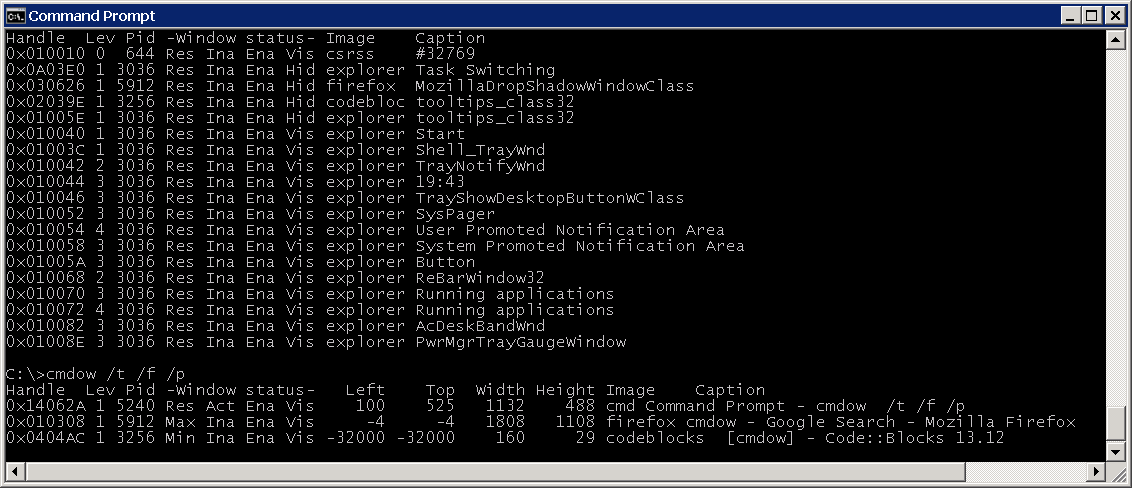 Command Prompt
Handle  Lev Pid -Window status- Image    Caption
0x010010 0  644 Res Ina Ena Vis csrss    #32769
0x0A03E0 1 3036 Res Ina Ena Hid explorer Task Switching
0x030626 1 5912 Res Ina Ena Hid firefox  MozillaDropShadowWindowClass
0x02039E 1 3256 Res Ina Ena Hid codebloc tooltips_class32
0x01005E 1 3036 Res Ina Ena Hid explorer tooltips_class32
0x010040 1 3036 Res Ina Ena Vis explorer Start
0x01003C 1 3036 Res Ina Ena Vis explorer Shell_TrayWnd
0x010042 2 3036 Res Ina Ena Vis explorer TrayNotifyWnd
0x010044 3 3036 Res Ina Ena Vis explorer 19:43
0x010046 3 3036 Res Ina Ena Vis explorer TrayShowDesktopButtonWClass
0x010052 3 3036 Res Ina Ena Vis explorer SysPager
0x010054 4 3036 Res Ina Ena Vis explorer User Promoted Notification Area
0x010058 3 3036 Res Ina Ena Vis explorer System Promoted Notification Area
0x01005A 3 3036 Res Ina Ena Vis explorer Button
0x010068 2 3036 Res Ina Ena Vis explorer ReBarWindow32
0x010070 3 3036 Res Ina Ena Vis explorer Running applications
0x010072 4 3036 Res Ina Ena Vis explorer Running applications
0x010082 3 3036 Res Ina Ena Vis explorer AcDeskBandWnd
0x01008E 3 3036 Res Ina Ena Vis explorer PwrMgrTrayGaugeWindow
C:\>cmdow /t /f /p
Handle  Lev Pid -Window status-   Left    Top  Width Height Image    Caption
0x14062A 1 5240 Res Act Ena Vis    100    525   1132    488 cmd Command Prompt - cmdow  /t /f /p
0x010308 1 5912 Max Ina Ena Vis     -4     -4   1808   1108 firefox cmdow - Google Search - Mozilla Firefox
0x0404AC 1 3256 Min Ina Ena Vis -32000 -32000    160     29 codeblocks  [cmdow] - Code::Blocks 13.12